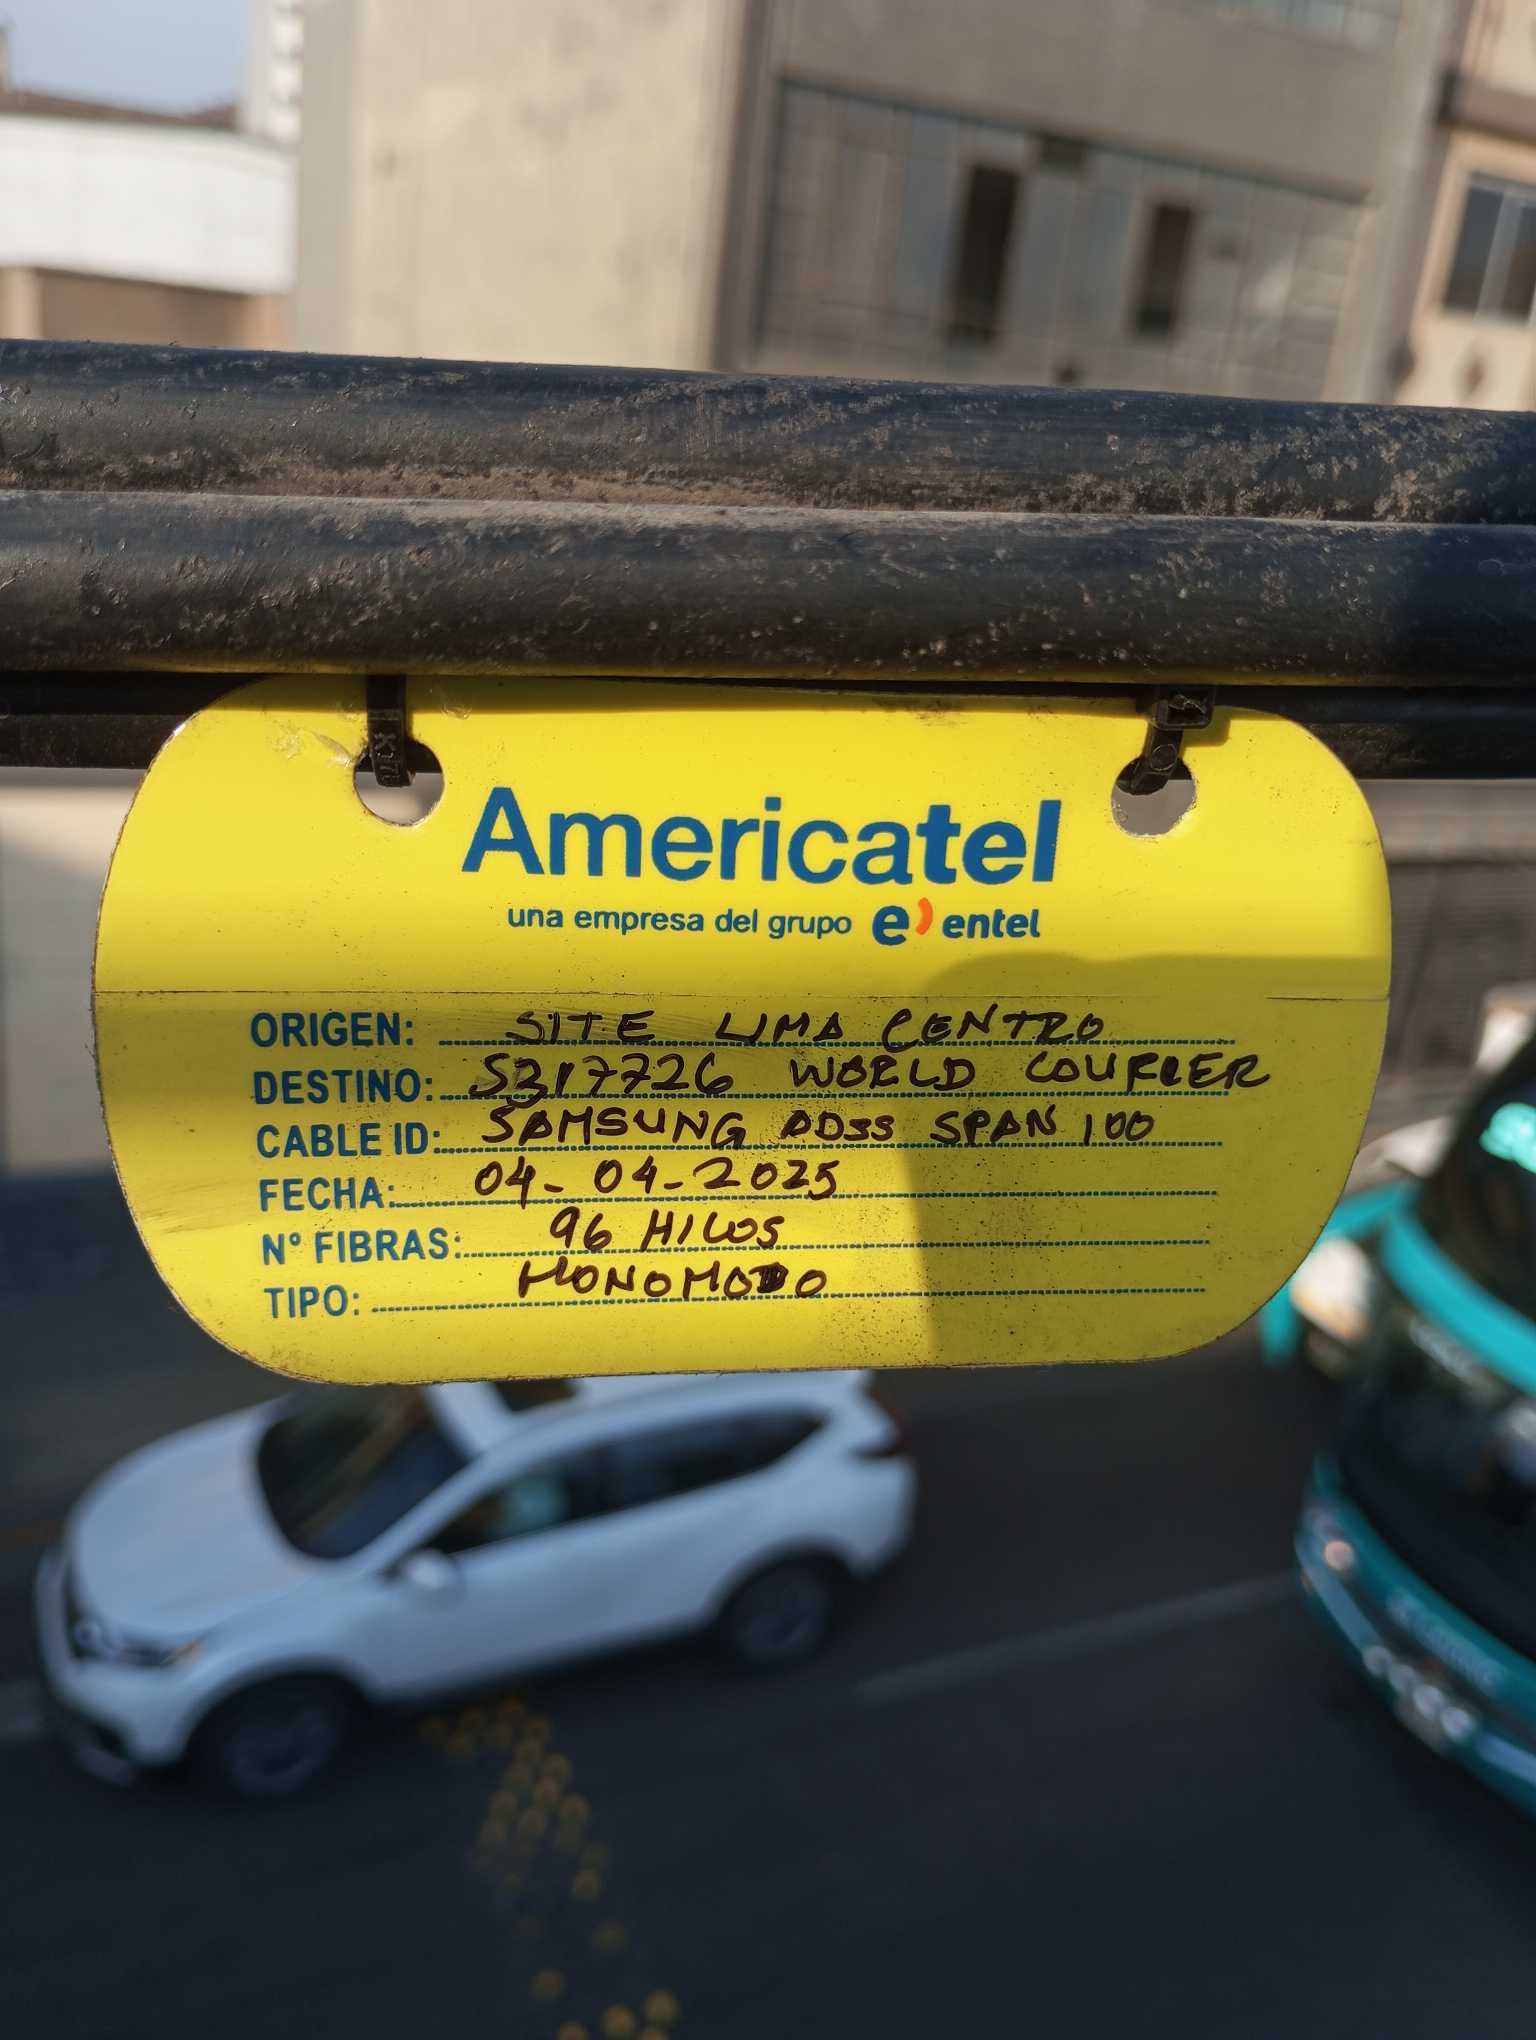 Americatel
una empresa del grupo e) entel
ORIGEN: SITE LIMA CENTRO
DESTINO: S317726 WORLD COURIER
CABLE ID: SAMSUNG ADSS SPAN 100
FECHA: 04-04-2025
N° FIBRAS: 96 HILOS
TIPO: MONOMODO